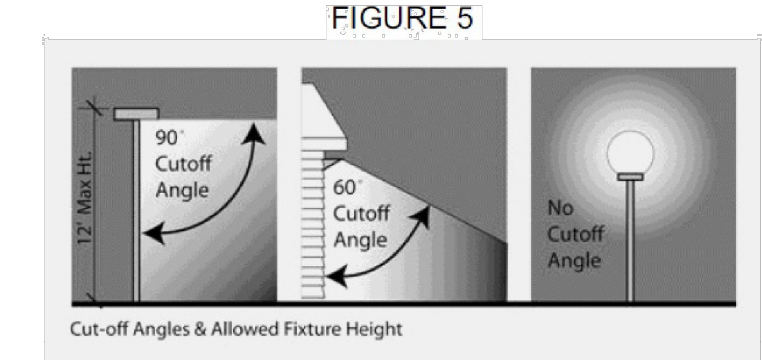 FIGURE 5
12' Max Ht.
90°
Cutoff
Angle
60°
Cutoff
Angle
No
Cutoff
Angle
Cut-off Angles & Allowed Fixture Height